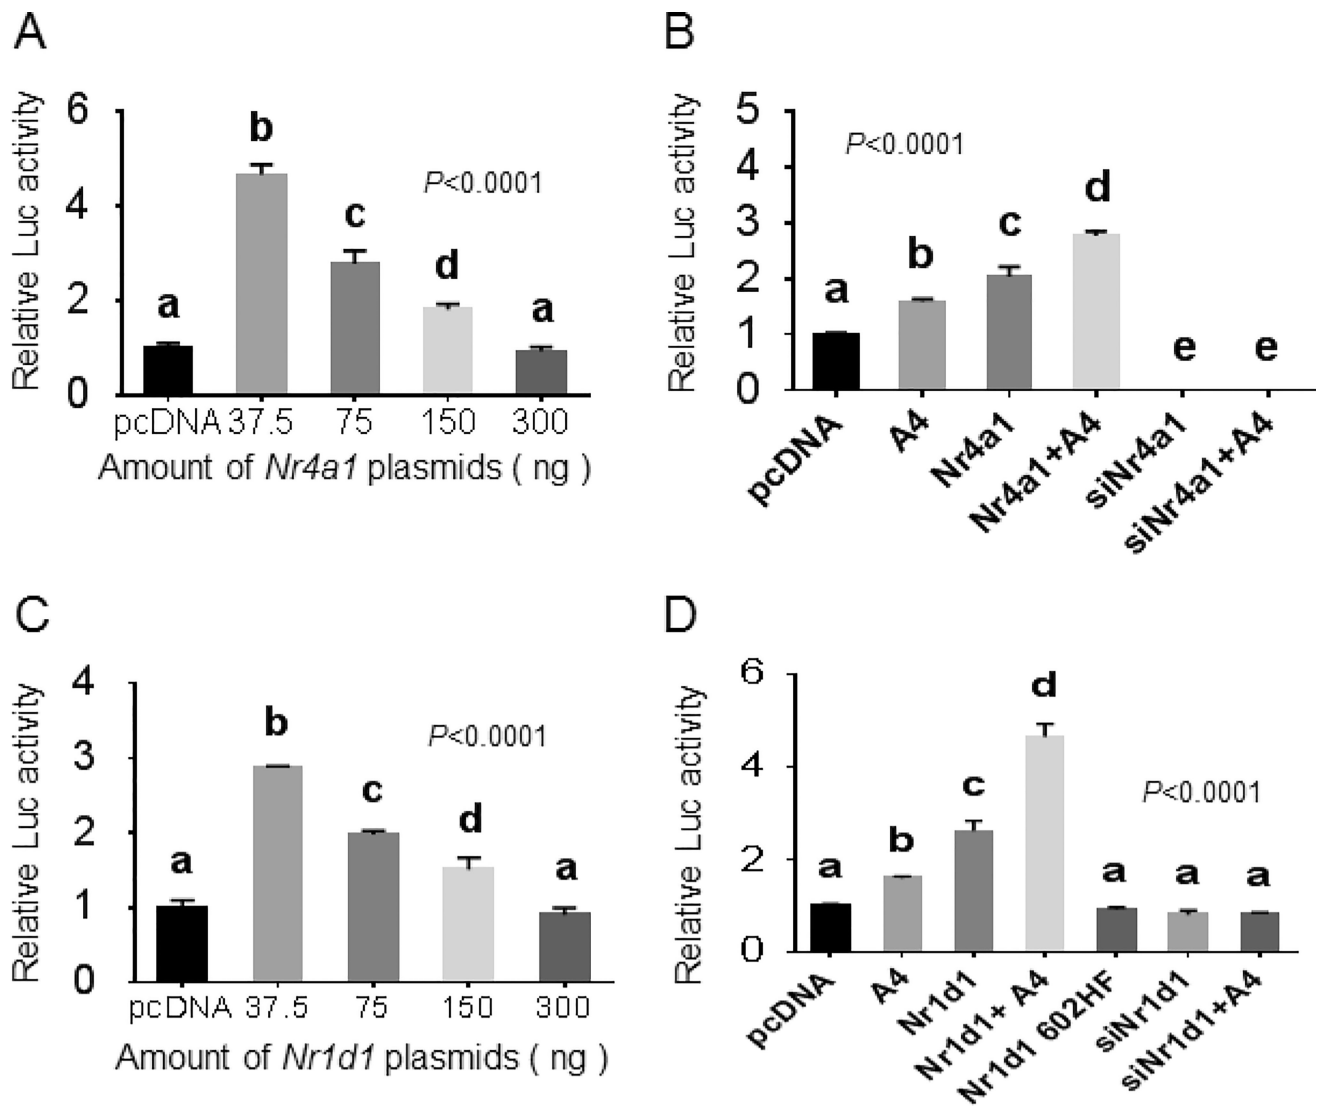 A
Relative Luc activity
6
4
2
0
a
b
c
d
a
P<0.0001
pcDNA 37.5 75 150 300
Amount of Nr4a1 plasmids ( ng )
B
Relative Luc activity
5
4
3
2
1
0
P<0.0001
a
b
c
d
e
e
pcDNA
A4
Nr4a1
Nr4a1+A4
siNr4a1
siNr4a1+A4
C
Relative Luc activity
4
3
2
1
0
a
b
c
d
a
P<0.0001
pcDNA 37.5 75 150 300
Amount of Nr1d1 plasmids ( ng )
D
Relative Luc activity
6
4
2
0
a
b
c
d
a
a
a
P<0.0001
pcDNA
A4
Nr1d1
Nr1d1+ A4
Nr1d1 602HF
siNr1d1
siNr1d1+A4